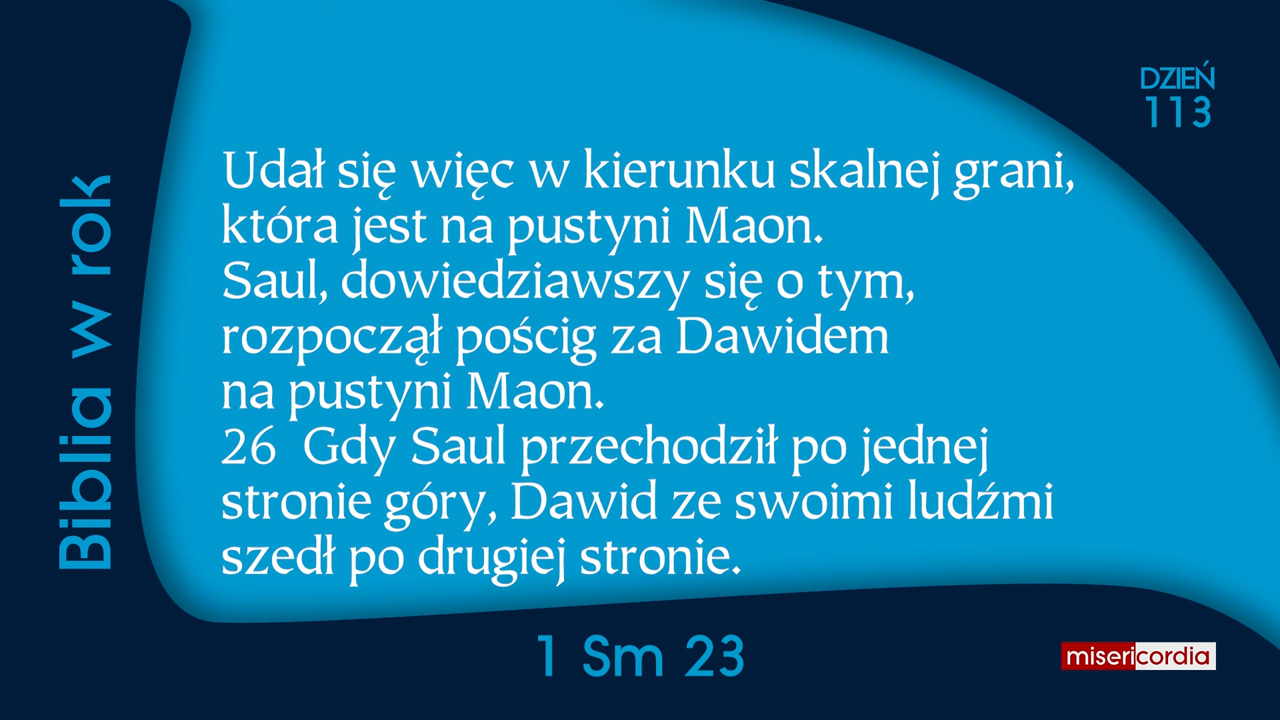 DZIEŃ
113
Udał się więc w kierunku skalnej grani,
która jest na pustyni Maon.
Saul, dowiedziawszy się o tym,
rozpoczął pościg za Dawidem
na pustyni Maon.
26 Gdy Saul przechodził po jednej
stronie góry, Dawid ze swoimi ludźmi
szedł po drugiej stronie.
Biblia w rok
1 Sm 23
misericordia